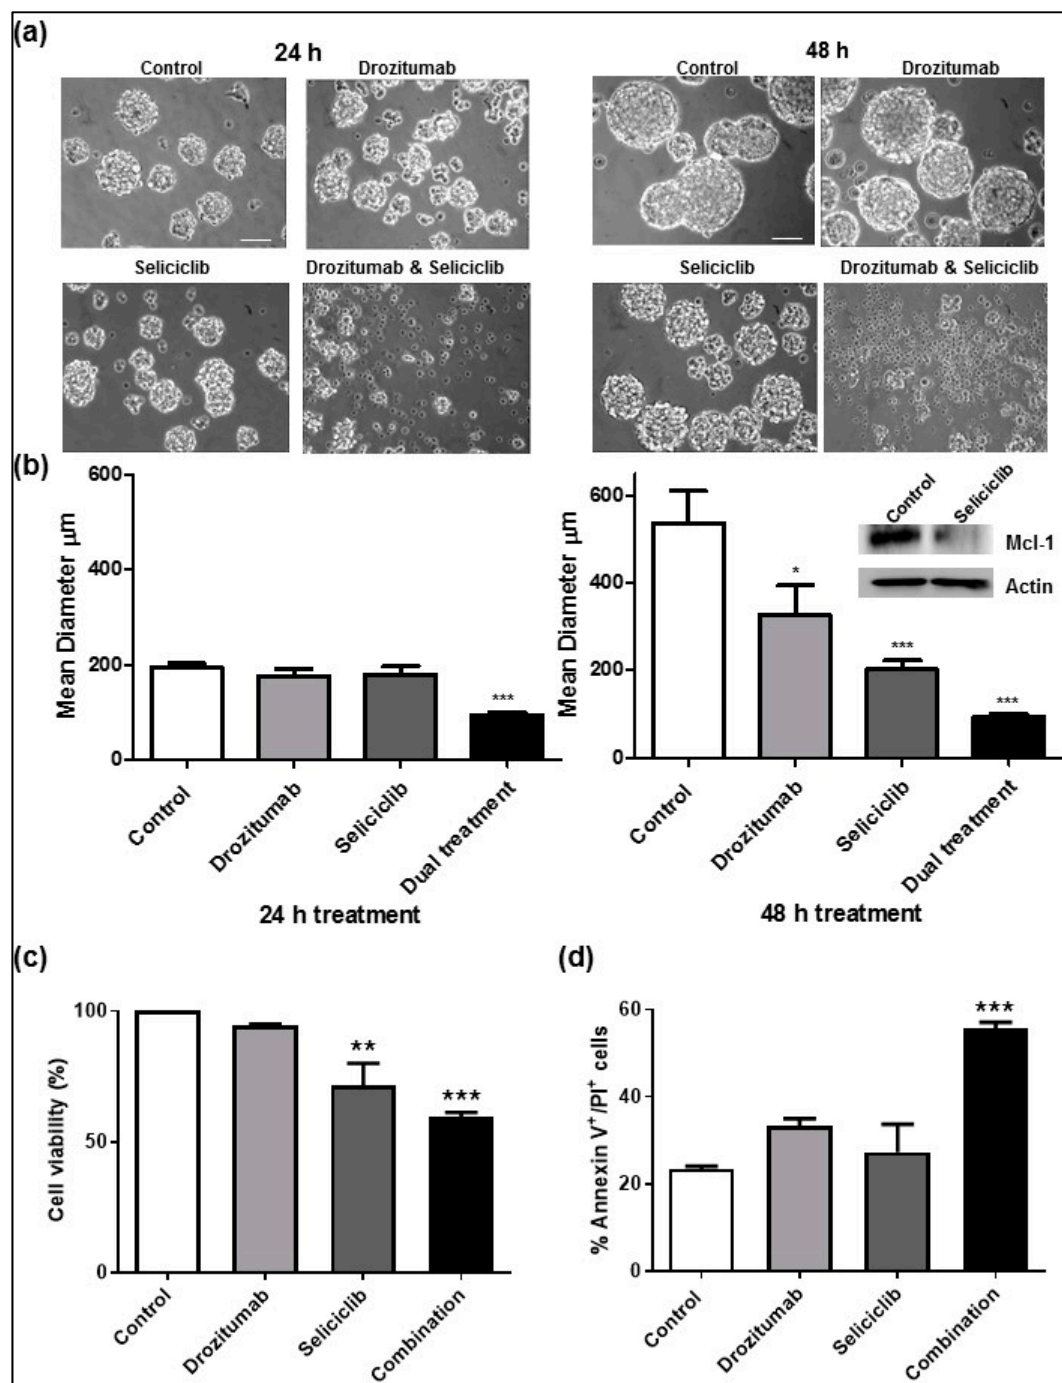 (a)
24 h
48 h
Control
Drozitumab
Control
Drozitumab
Seliciclib
Drozitumab & Seliciclib
Seliciclib
Drozitumab & Seliciclib
(b)
600
400
200
0
Mean Diameter μm
***
Control
Drozitumab
Seliciclib
Dual treatment
24 h treatment
600
400
200
0
Mean Diameter μm
*
***
***
Control
Seliciclib
Mcl-1
Actin
Control
Drozitumab
Seliciclib
Dual treatment
48 h treatment
(c)
100
50
0
Cell viability (%)
**
***
Control
Drozitumab
Seliciclib
Combination
(d)
60
40
20
0
% Annexin V⁺/PI⁺ cells
***
Control
Drozitumab
Seliciclib
Combination